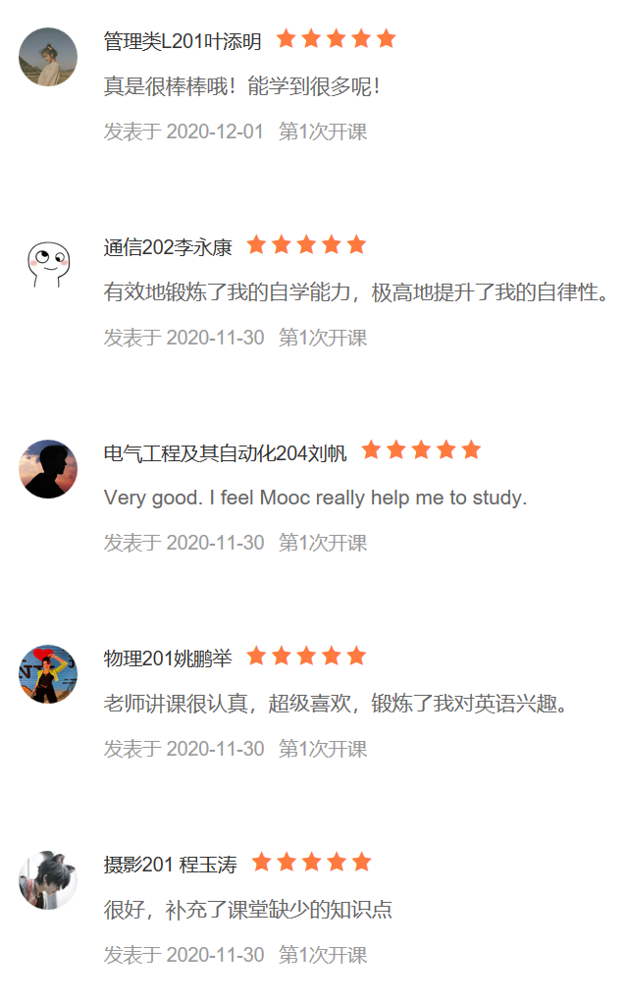 管理类L201叶添明
真是很棒棒哦！能学到很多呢！
发表于 2020-12-01 第1次开课
通信202李永康
有效地锻炼了我的自学能力，极高地提升了我的自律性。
发表于 2020-11-30 第1次开课
电气工程及其自动化204刘帆
Very good. I feel Mooc really help me to study.
发表于 2020-11-30 第1次开课
物理201姚鹏举
老师讲课很认真，超级喜欢，锻炼了我对英语兴趣。
发表于 2020-11-30 第1次开课
摄影201 程玉涛
很好，补充了课堂缺少的知识点
发表于 2020-11-30 第1次开课